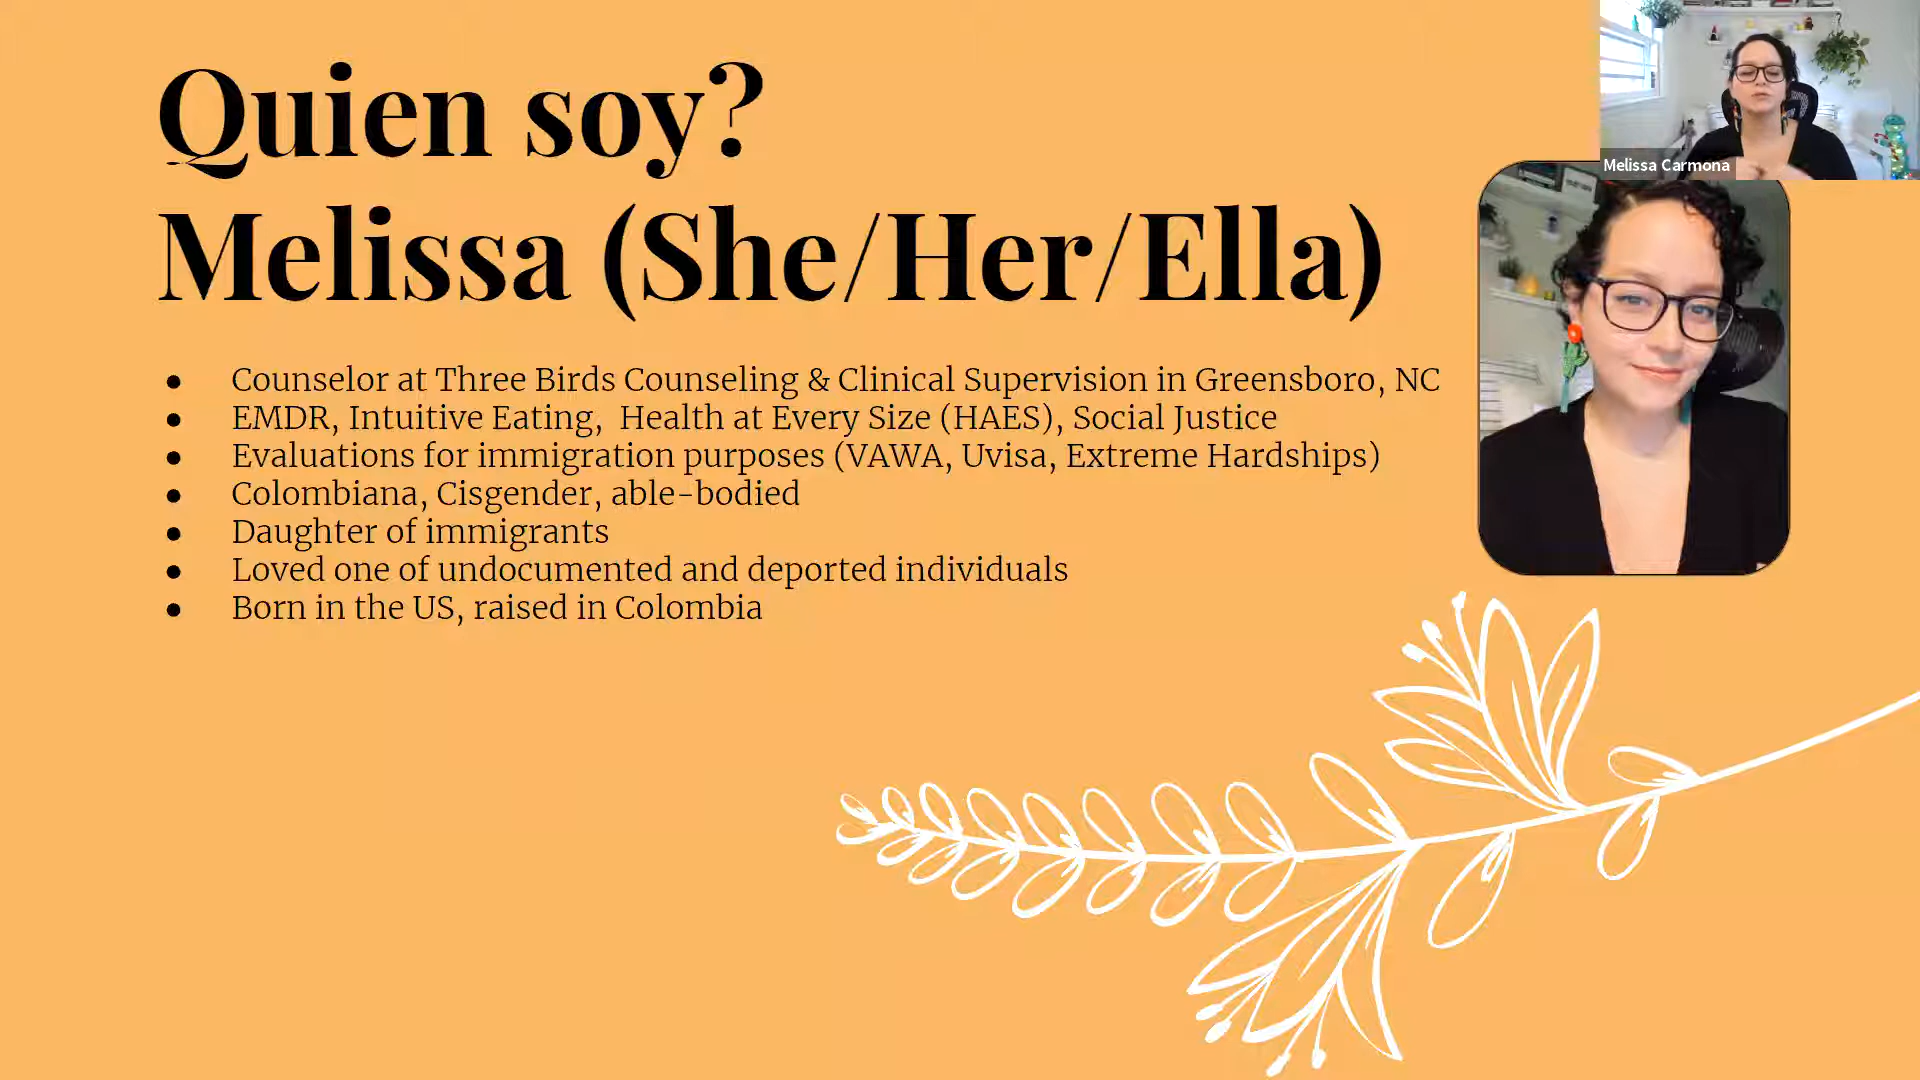 Quien soy?
Melissa (She/Her/Ella)
● Counselor at Three Birds Counseling & Clinical Supervision in Greensboro, NC
● EMDR, Intuitive Eating,  Health at Every Size (HAES), Social Justice
● Evaluations for immigration purposes (VAWA, Uvisa, Extreme Hardships)
● Colombiana, Cisgender, able-bodied
● Daughter of immigrants
● Loved one of undocumented and deported individuals
● Born in the US, raised in Colombia
Melissa Carmona